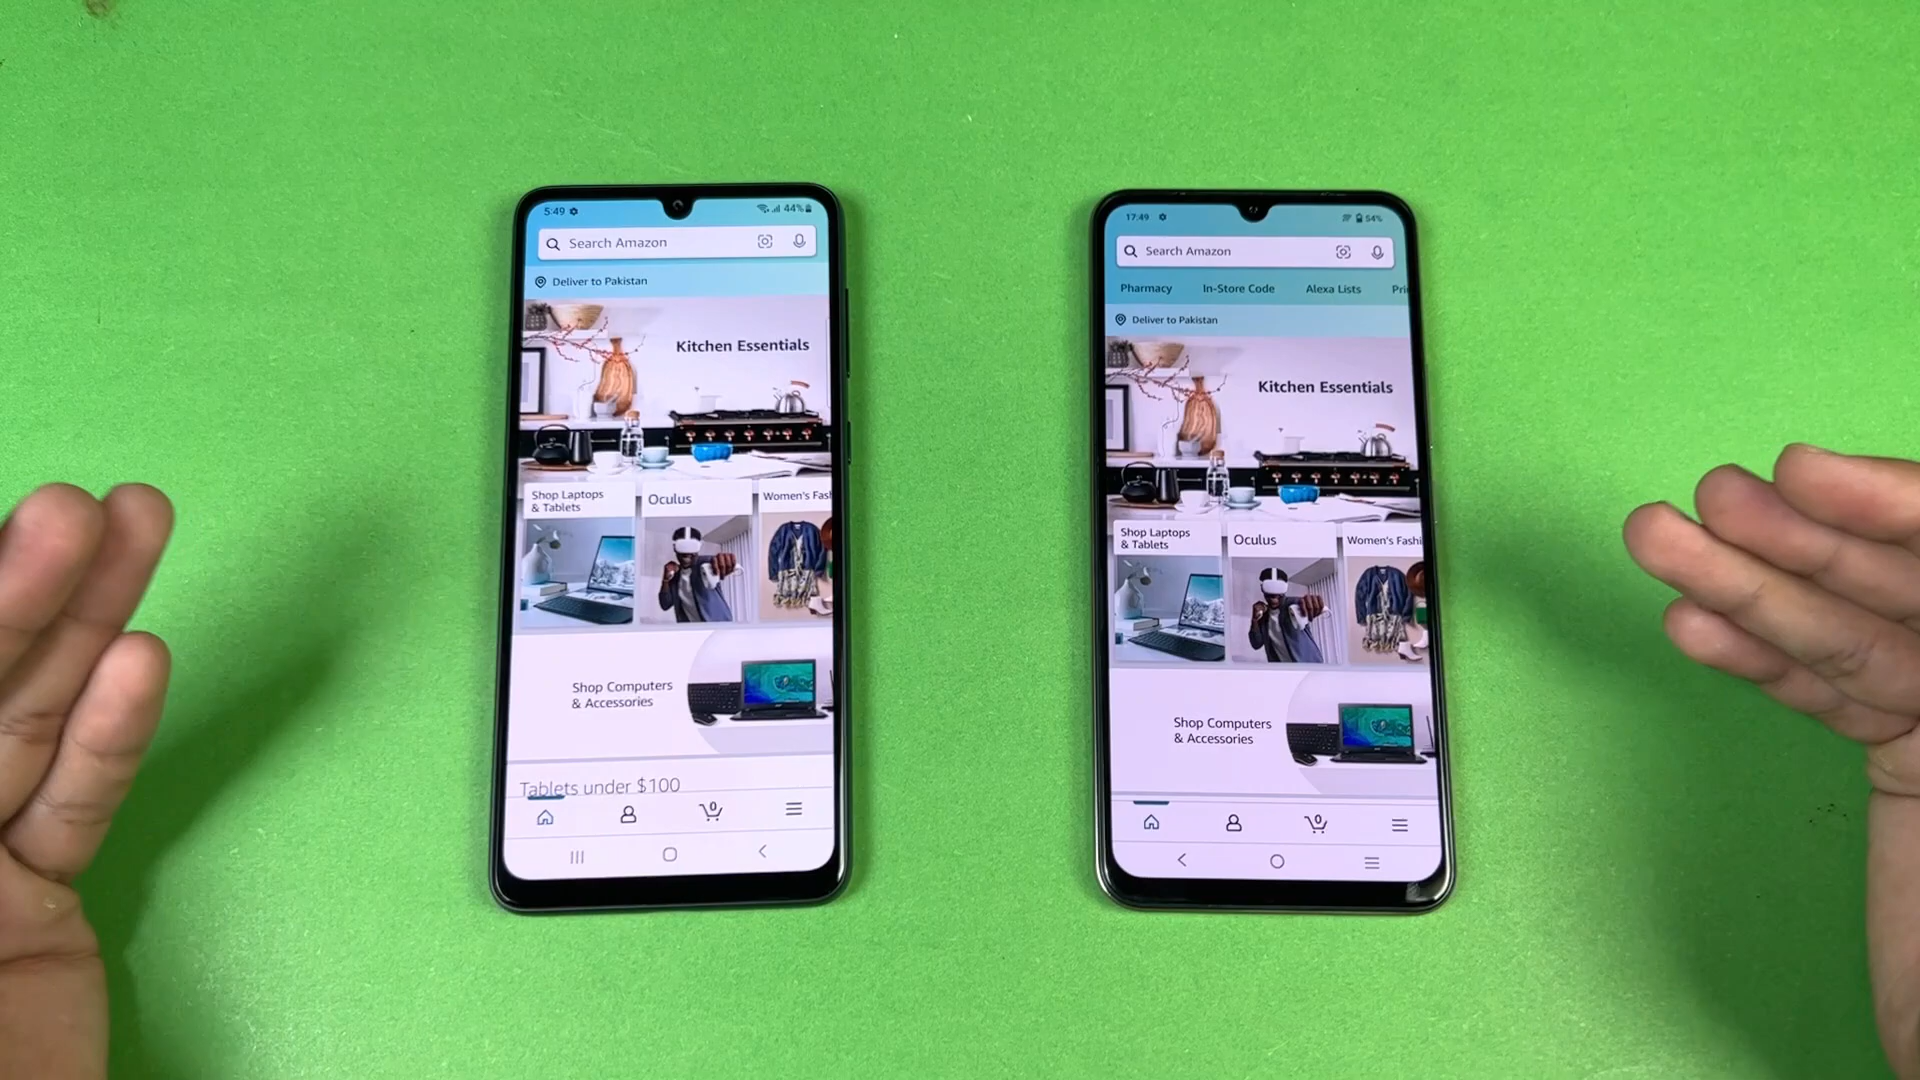 5:49
44%
Search Amazon
Deliver to Pakistan
Kitchen Essentials
Shop Laptops
& Tablets
Oculus
Women's Fas
Shop Computers
& Accessories
Tablets under $100
0
17:49
54%
Search Amazon
Pharmacy In-Store Code Alexa Lists Pri
Deliver to Pakistan
Kitchen Essentials
Shop Laptops
& Tablets
Oculus
Women's Fashi
Shop Computers
& Accessories
0